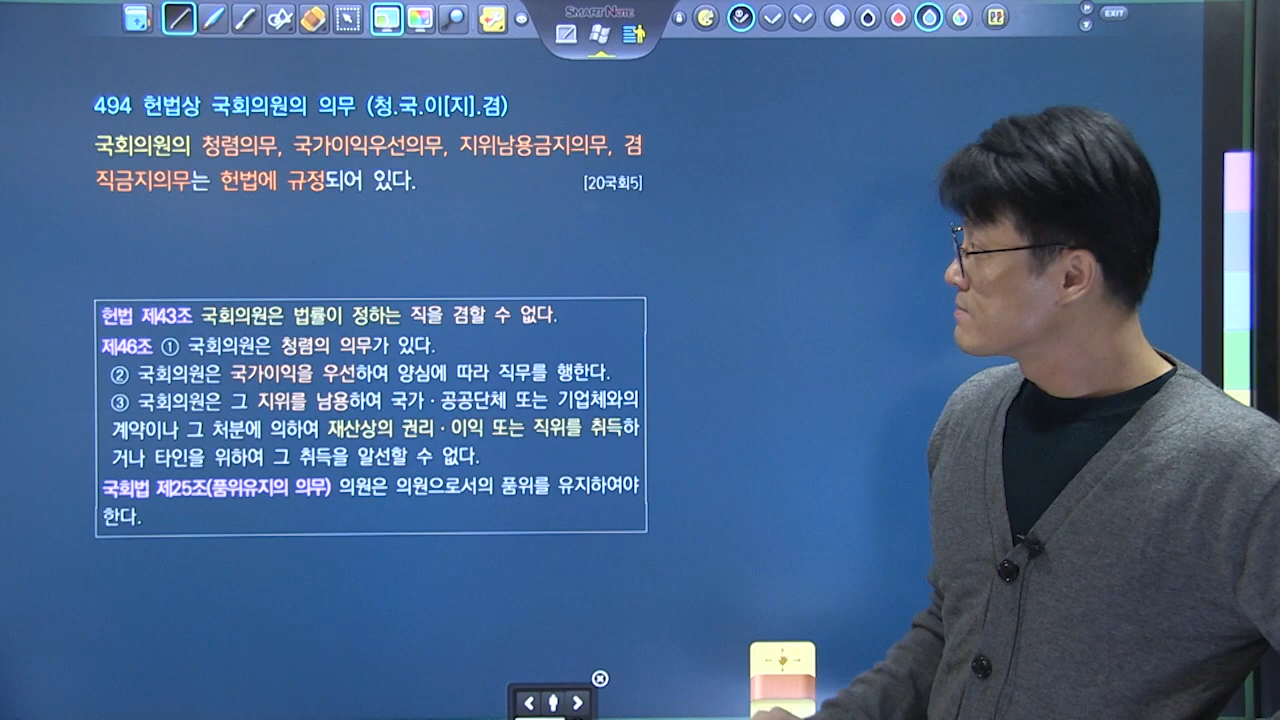 SMART NOTE
EXIT
494 헌법상 국회의원의 의무 (청.국.이[지].겸)
국회의원의 청렴의무, 국가이익우선의무, 지위남용금지의무, 겸
직금지의무는 헌법에 규정되어 있다.
[20국회5]
헌법 제43조 국회의원은 법률이 정하는 직을 겸할 수 없다.
제46조 ① 국회의원은 청렴의 의무가 있다.
② 국회의원은 국가이익을 우선하여 양심에 따라 직무를 행한다.
③ 국회의원은 그 지위를 남용하여 국가·공공단체 또는 기업체와의
계약이나 그 처분에 의하여 재산상의 권리·이익 또는 직위를 취득하
거나 타인을 위하여 그 취득을 알선할 수 없다.
국회법 제25조(품위유지의 의무) 의원은 의원으로서의 품위를 유지하여야
한다.